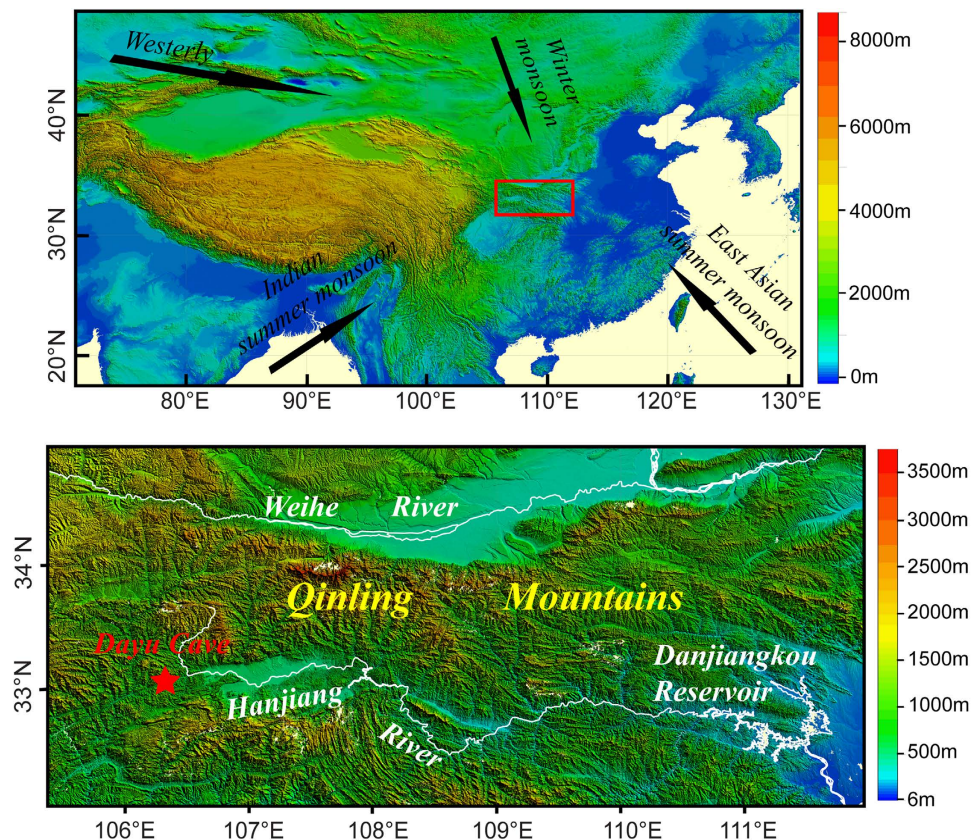 Westerly
Winter
monsoon
Indian
summer monsoon
East Asian
summer monsoon
40°N
30°N
20°N
80°E
90°E
100°E
110°E
120°E
130°E
8000m
6000m
4000m
2000m
0m
Weihe River
Qinling Mountains
Dayu Cave
Hanjiang
River
Danjiangkou
Reservoir
34°N
33°N
106°E
107°E
108°E
109°E
110°E
111°E
3500m
3000m
2500m
2000m
1500m
1000m
500m
6m